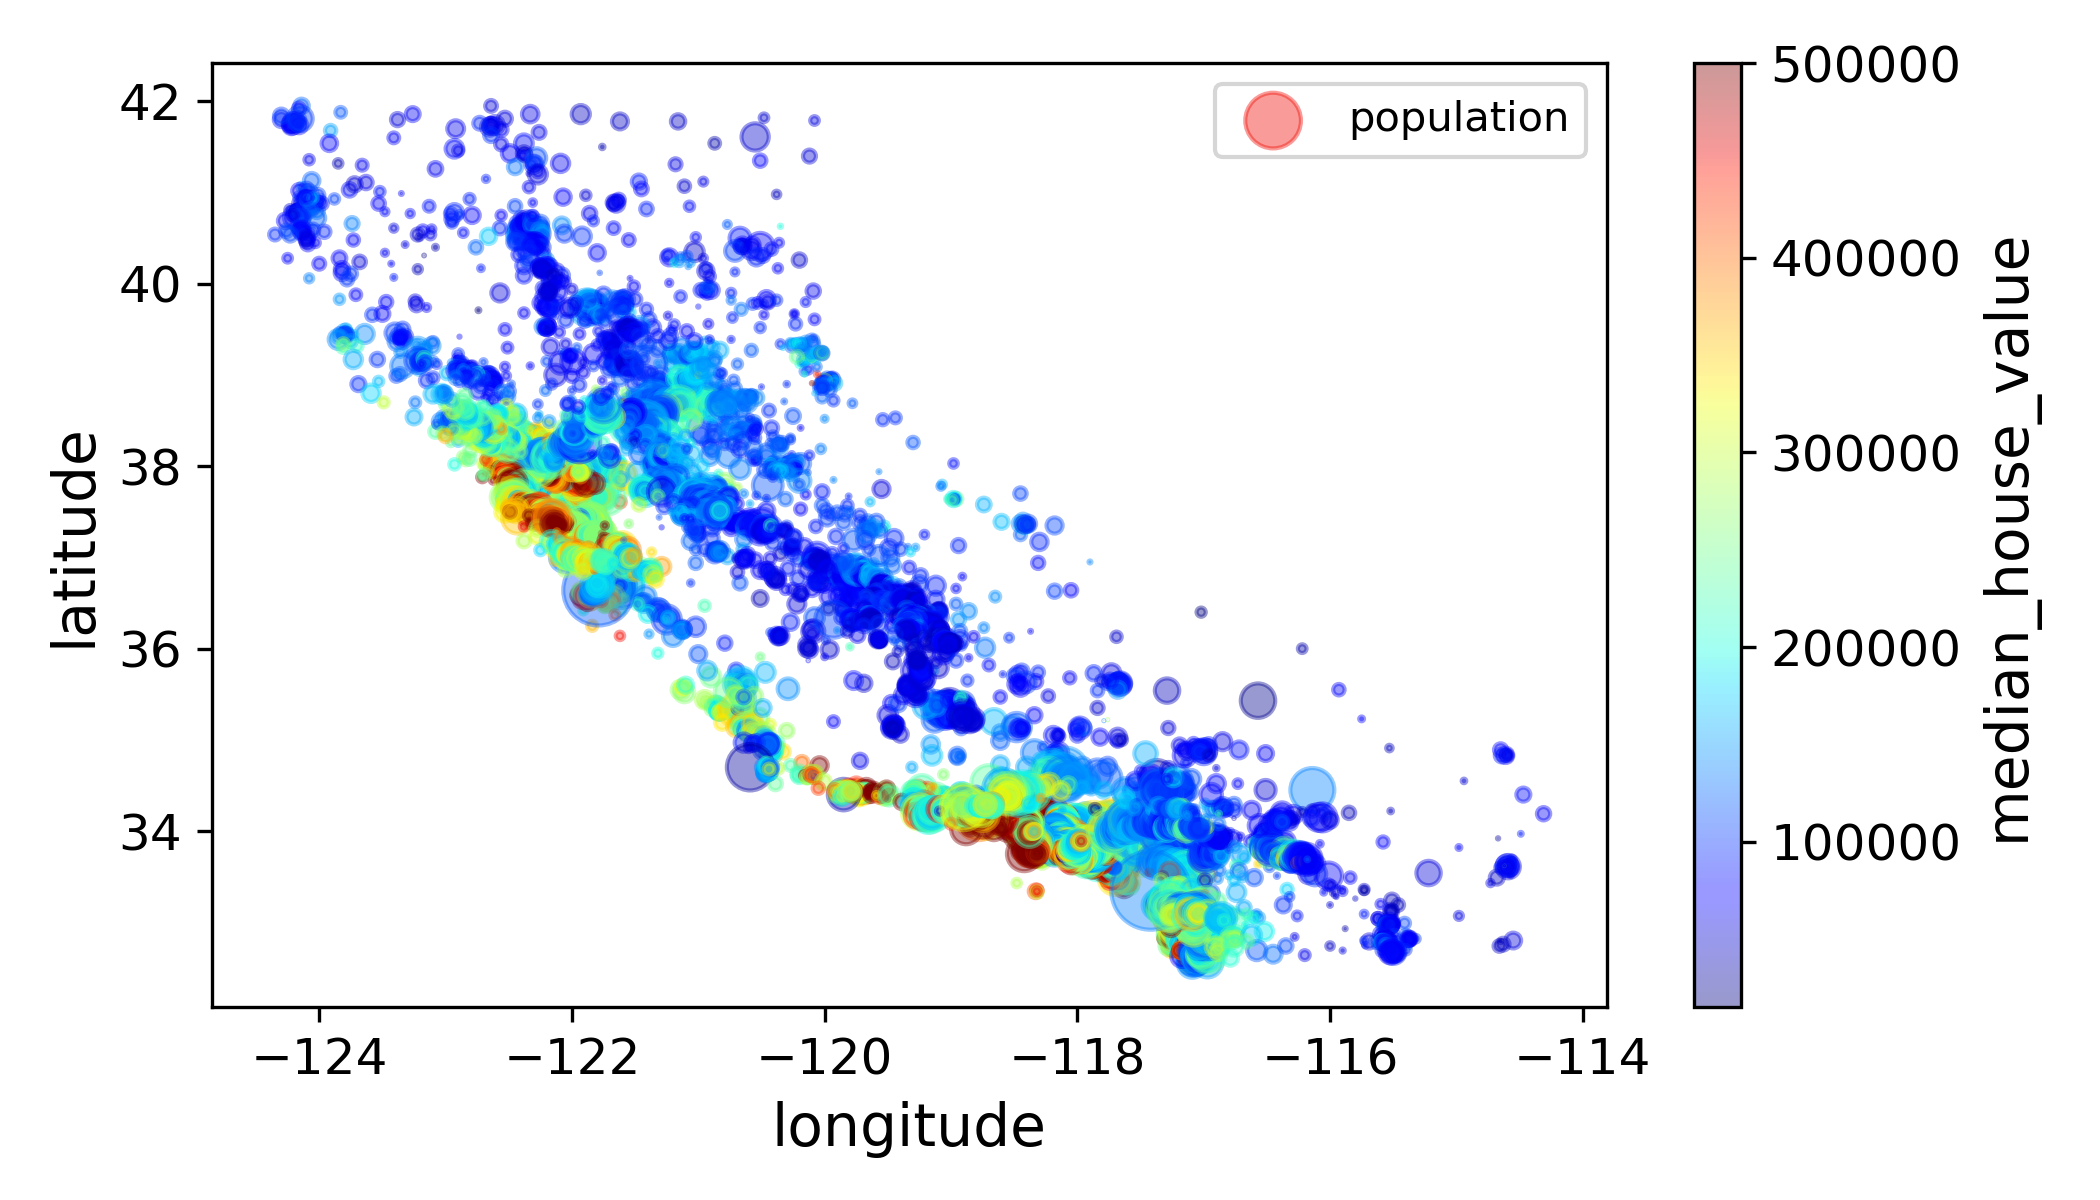 population
42
40
38
36
34
latitude
−124 −122 −120 −118 −116 −114
longitude
500000
400000
300000
200000
100000
median_house_value